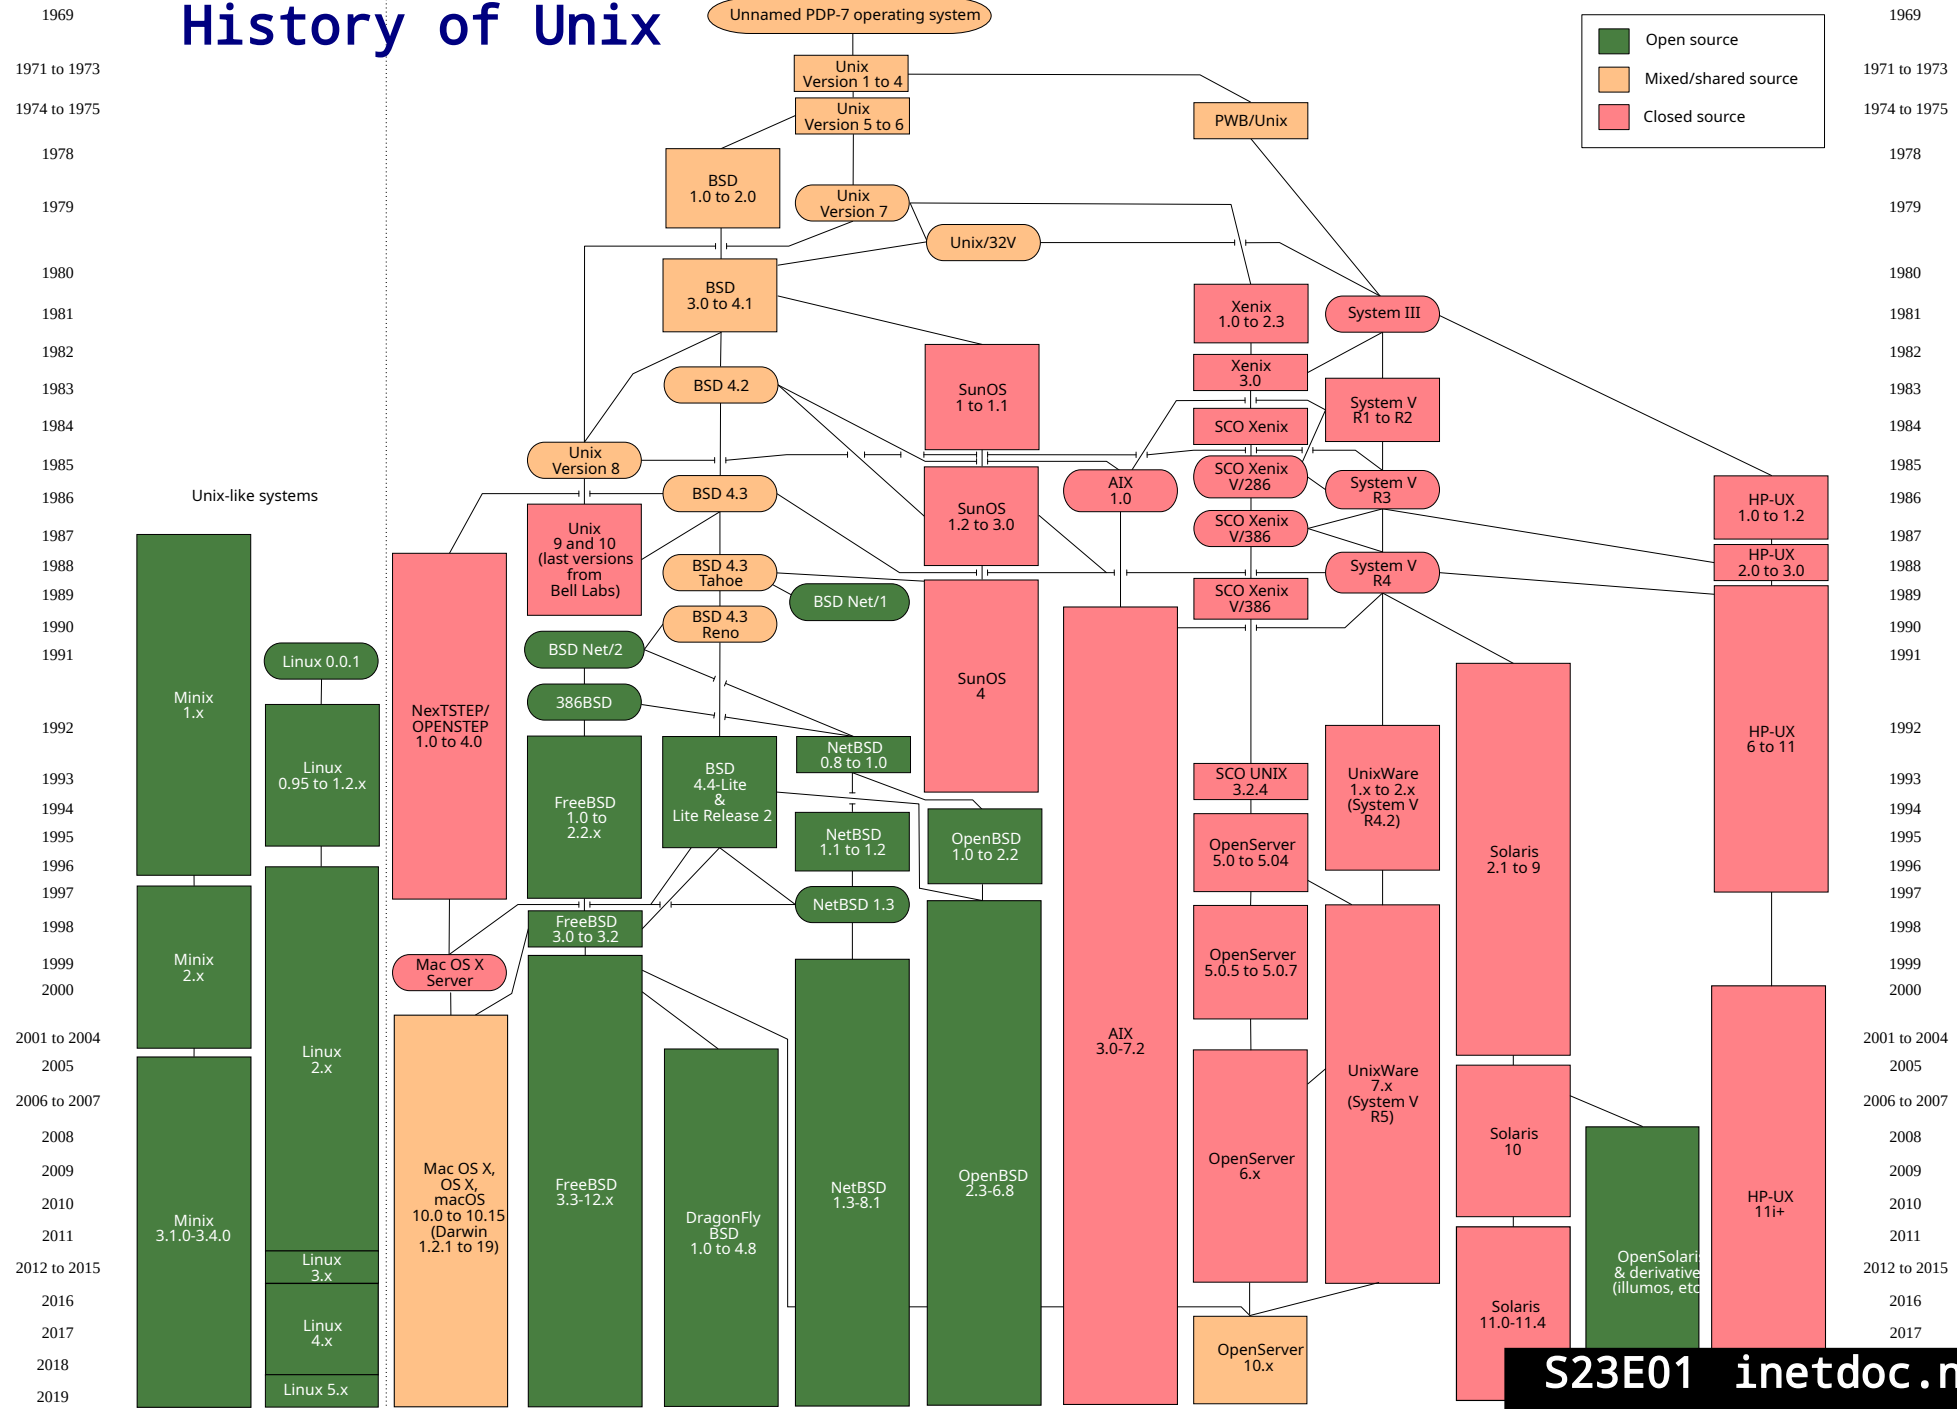 History of Unix
1969
1971 to 1973
1974 to 1975
1978
1979
1980
1981
1982
1983
1984
1985
1986
1987
1988
1989
1990
1991
1992
1993
1994
1995
1996
1997
1998
1999
2000
2001 to 2004
2005
2006 to 2007
2008
2009
2010
2011
2012 to 2015
2016
2017
2018
2019
Unix-like systems
Minix
1.x
Minix
2.x
Minix
3.1.0-3.4.0
Linux 0.0.1
Linux
0.95 to 1.2.x
Linux
2.x
Linux
3.x
Linux
4.x
Linux 5.x
NexTSTEP/
OPENSTEP
1.0 to 4.0
Mac OS X
Server
Mac OS X,
OS X,
macOS
10.0 to 10.15
(Darwin
1.2.1 to 19)
Unnamed PDP-7 operating system
Unix
Version 1 to 4
Unix
Version 5 to 6
PWB/Unix
BSD
1.0 to 2.0
Unix
Version 7
Unix/32V
BSD
3.0 to 4.1
BSD 4.2
Unix
Version 8
BSD 4.3
Unix
9 and 10
(last versions
from
Bell Labs)
BSD 4.3
Tahoe
BSD Net/1
BSD 4.3
Reno
BSD Net/2
386BSD
FreeBSD
1.0 to
2.2.x
FreeBSD
3.0 to 3.2
FreeBSD
3.3-12.x
BSD
4.4-Lite
&
Lite Release 2
DragonFly
BSD
1.0 to 4.8
NetBSD
0.8 to 1.0
NetBSD
1.1 to 1.2
NetBSD 1.3
NetBSD
1.3-8.1
SunOS
1 to 1.1
SunOS
1.2 to 3.0
SunOS
4
OpenBSD
1.0 to 2.2
OpenBSD
2.3-6.8
AIX
1.0
AIX
3.0-7.2
Xenix
1.0 to 2.3
Xenix
3.0
SCO Xenix
SCO Xenix
V/286
SCO Xenix
V/386
SCO Xenix
V/386
SCO UNIX
3.2.4
OpenServer
5.0 to 5.04
OpenServer
5.0.5 to 5.0.7
OpenServer
6.x
OpenServer
10.x
System III
System V
R1 to R2
System V
R3
System V
R4
UnixWare
1.x to 2.x
(System V
R4.2)
UnixWare
7.x
(System V
R5)
Solaris
2.1 to 9
Solaris
10
Solaris
11.0-11.4
OpenSolaris
& derivative
(illumos, etc
HP-UX
1.0 to 1.2
HP-UX
2.0 to 3.0
HP-UX
6 to 11
HP-UX
11i+
Open source
Mixed/shared source
Closed source
1969
1971 to 1973
1974 to 1975
1978
1979
1980
1981
1982
1983
1984
1985
1986
1987
1988
1989
1990
1991
1992
1993
1994
1995
1996
1997
1998
1999
2000
2001 to 2004
2005
2006 to 2007
2008
2009
2010
2011
2012 to 2015
2016
2017
S23E01 inetdoc.n